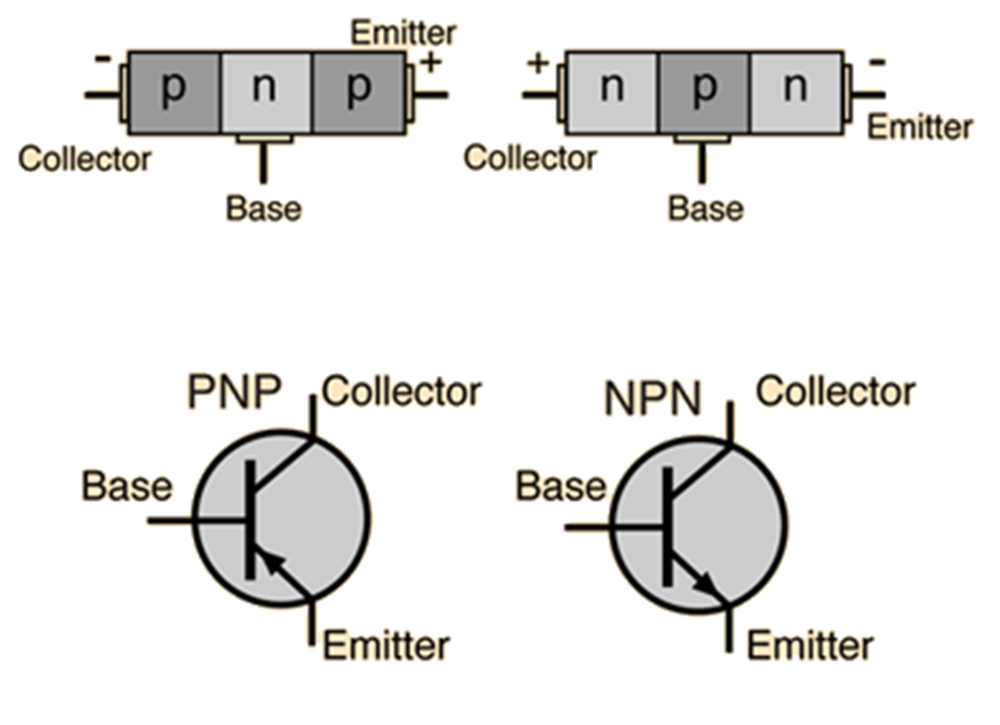 Emitter
- p n p +
Collector
Base
+ n p n -
Emitter
Collector
Base
PNP
Collector
Base
Emitter
NPN
Collector
Base
Emitter